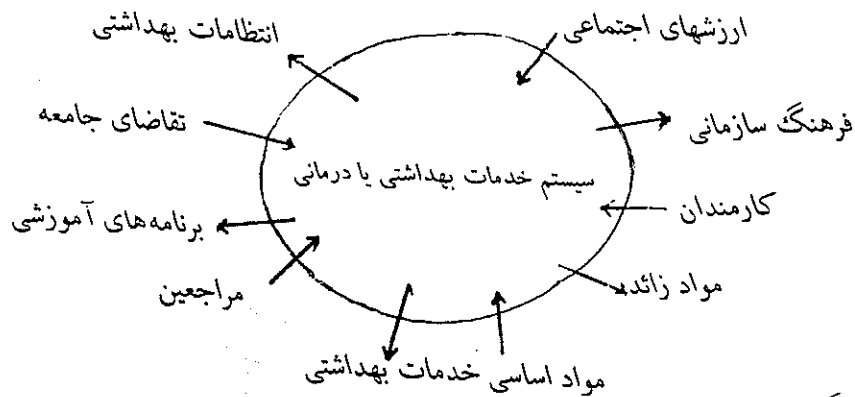 ارزشهای اجتماعی
انتظامات بهداشتی
فرهنگ سازمانی
تقاضای جامعه
سیستم خدمات بهداشتی یا درمانی
کارمندان
برنامه‌های آموزشی
مواد زائد
مراجعین
مواد اساسی
خدمات بهداشتی